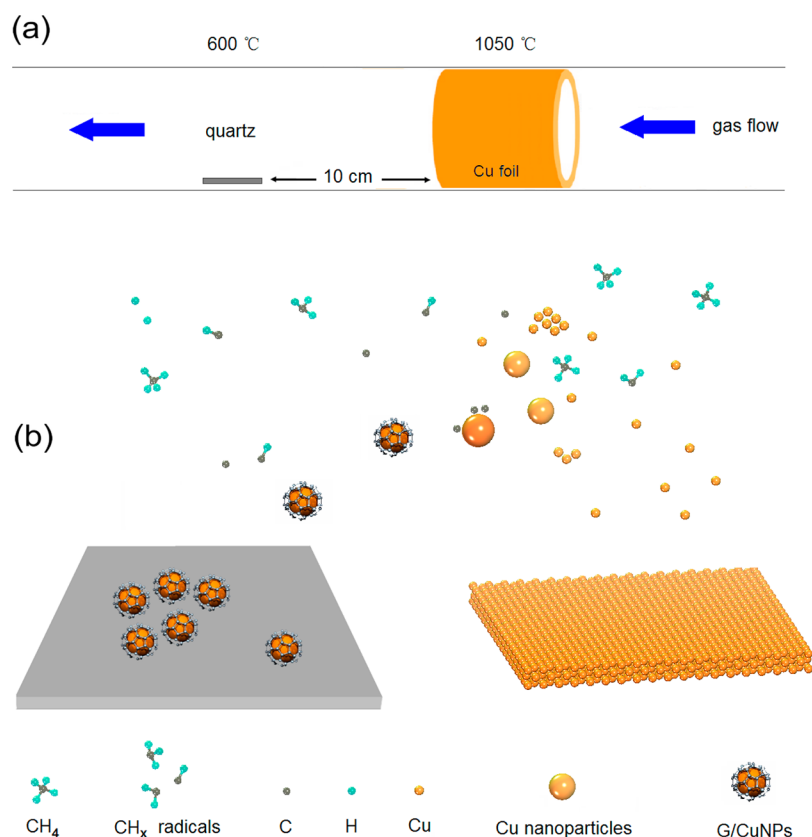 (a)
600 ℃
1050 ℃
quartz
gas flow
10 cm
Cu foil
(b)
CH₄
CHₓ radicals
C
H
Cu
Cu nanoparticles
G/CuNPs